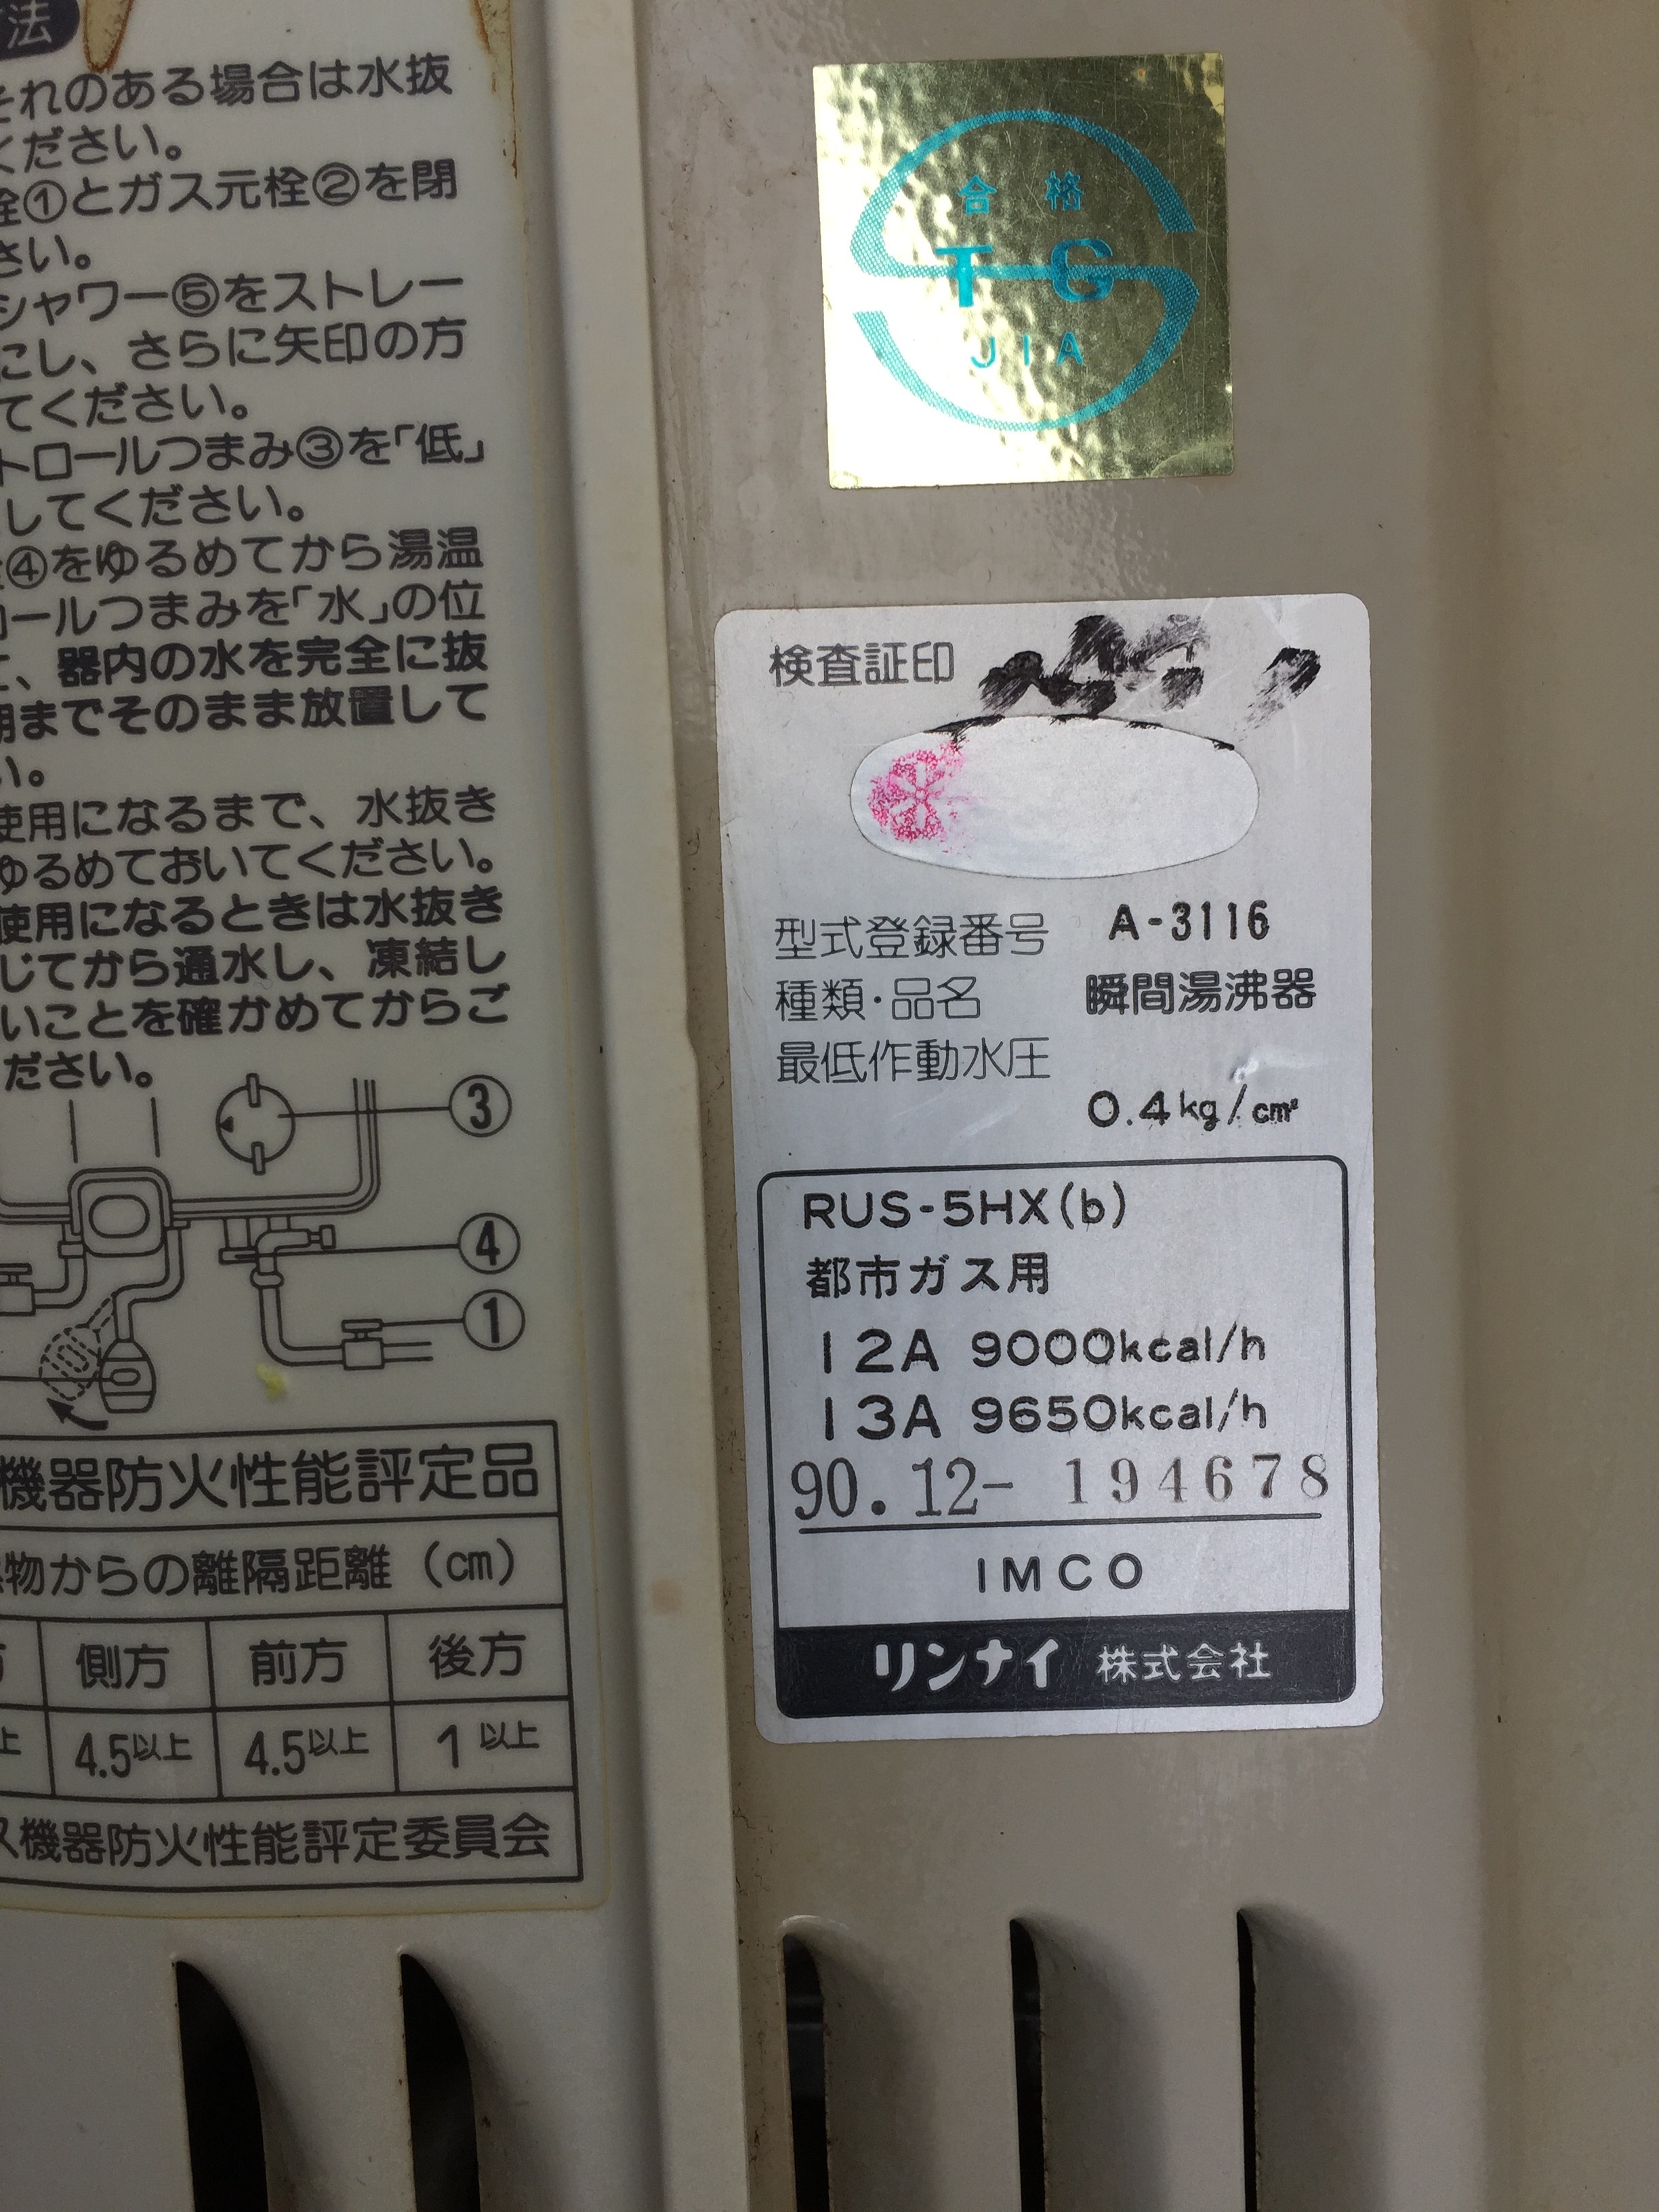 法
それのある場合は水抜
ください。
栓①とガス元栓②を閉
さい。
シャワー⑤をストレー
にし、さらに矢印の方
てください。
トロールつまみ③を「低」
してください。
④をゆるめてから湯温
ロールつまみを「水」の位
、器内の水を完全に抜
期までそのまま放置して
い。
使用になるまで、水抜き
ゆるめておいてください。
使用になるときは水抜き
じてから通水し、凍結し
いことを確かめてからご
ださい。
③
④
①
機器防火性能評定品
物からの離隔距離(cm)
方 側方 前方 後方
上 4.5以上 4.5以上 1以上
ス機器防火性能評定委員会
合格
TG
JIA
検査証印
型式登録番号 A-3116
種類・品名 瞬間湯沸器
最低作動水圧
0.4kg/cm²
RUS-5HX(b)
都市ガス用
12A 9000kcal/h
13A 9650kcal/h
90.12-194678
IMCO
リンナイ 株式会社